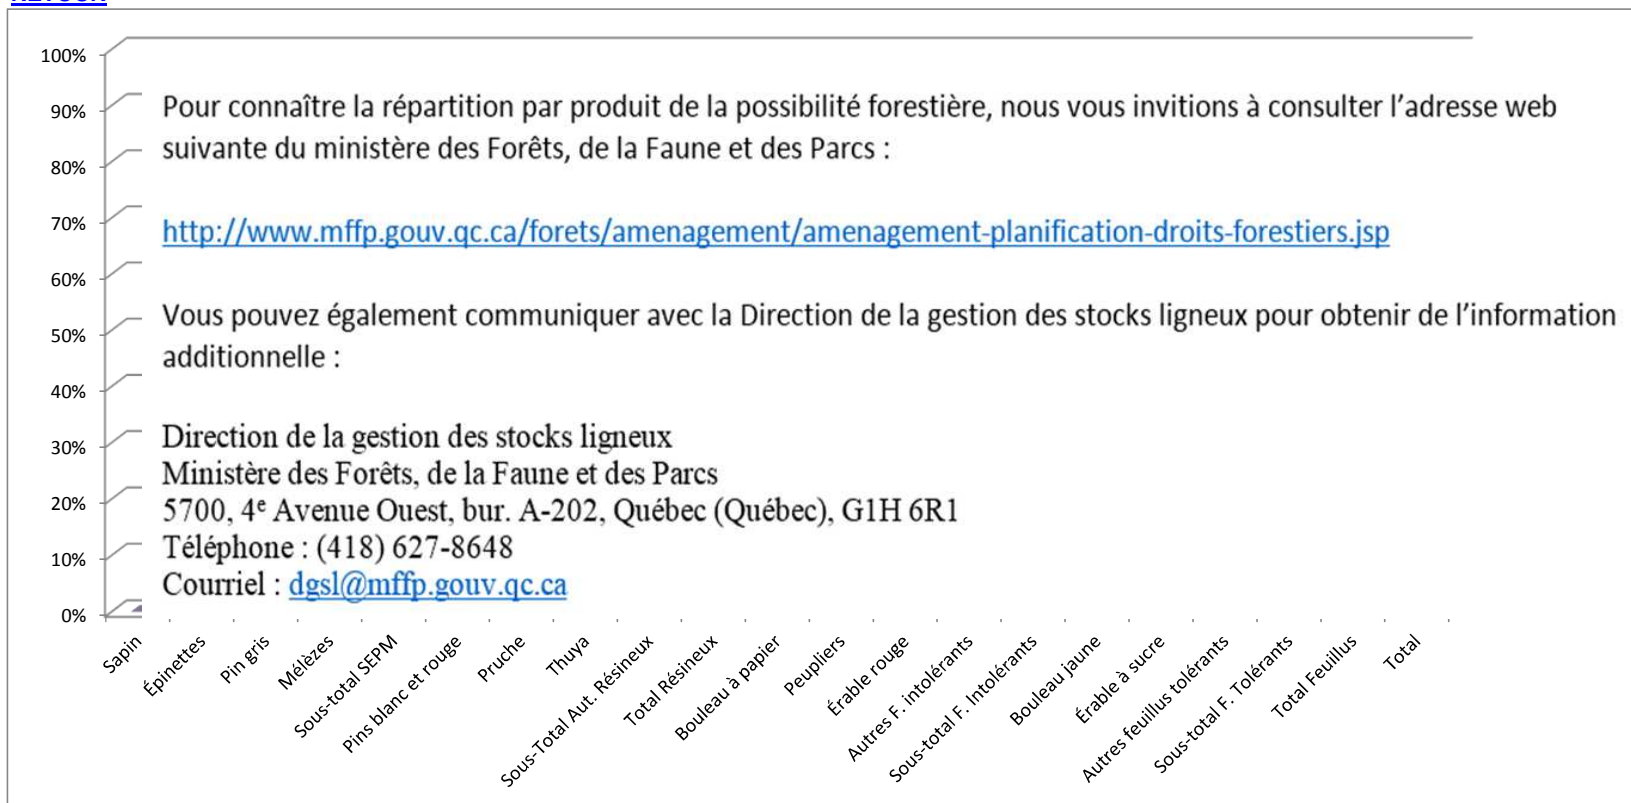 100%
90%
80%
70%
60%
50%
40%
30%
20%
10%
0%
Pour connaître la répartition par produit de la possibilité forestière, nous vous invitions à consulter l'adresse web
suivante du ministère des Forêts, de la Faune et des Parcs :
http://www.mffp.gouv.qc.ca/forets/amenagement/amenagement-planification-droits-forestiers.jsp
Vous pouvez également communiquer avec la Direction de la gestion des stocks ligneux pour obtenir de l'information
additionnelle :
Direction de la gestion des stocks ligneux
Ministère des Forêts, de la Faune et des Parcs
5700, 4e Avenue Ouest, bur. A-202, Québec (Québec), G1H 6R1
Téléphone : (418) 627-8648
Courriel : dgsl@mffp.gouv.qc.ca
Sapin
Épinettes
Pin gris
Mélèzes
Sous-total SEPM
Pins blanc et rouge
Pruche
Thuya
Sous-Total Aut. Résineux
Total Résineux
Bouleau à papier
Peupliers
Érable rouge
Autres F. intolérants
Sous-total F. Intolérants
Bouleau jaune
Érable à sucre
Autres feuillus tolérants
Sous-total F. Tolérants
Total Feuillus
Total